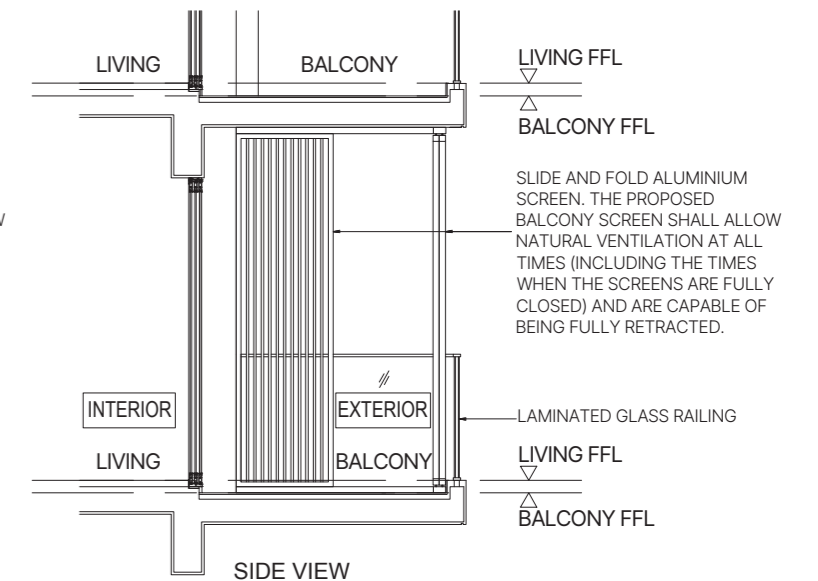 LIVING
BALCONY
LIVING FFL
BALCONY FFL
SLIDE AND FOLD ALUMINIUM
SCREEN. THE PROPOSED
BALCONY SCREEN SHALL ALLOW
NATURAL VENTILATION AT ALL
TIMES (INCLUDING THE TIMES
WHEN THE SCREENS ARE FULLY
CLOSED) AND ARE CAPABLE OF
BEING FULLY RETRACTED.
INTERIOR
EXTERIOR
LAMINATED GLASS RAILING
LIVING
BALCONY
LIVING FFL
BALCONY FFL
SIDE VIEW